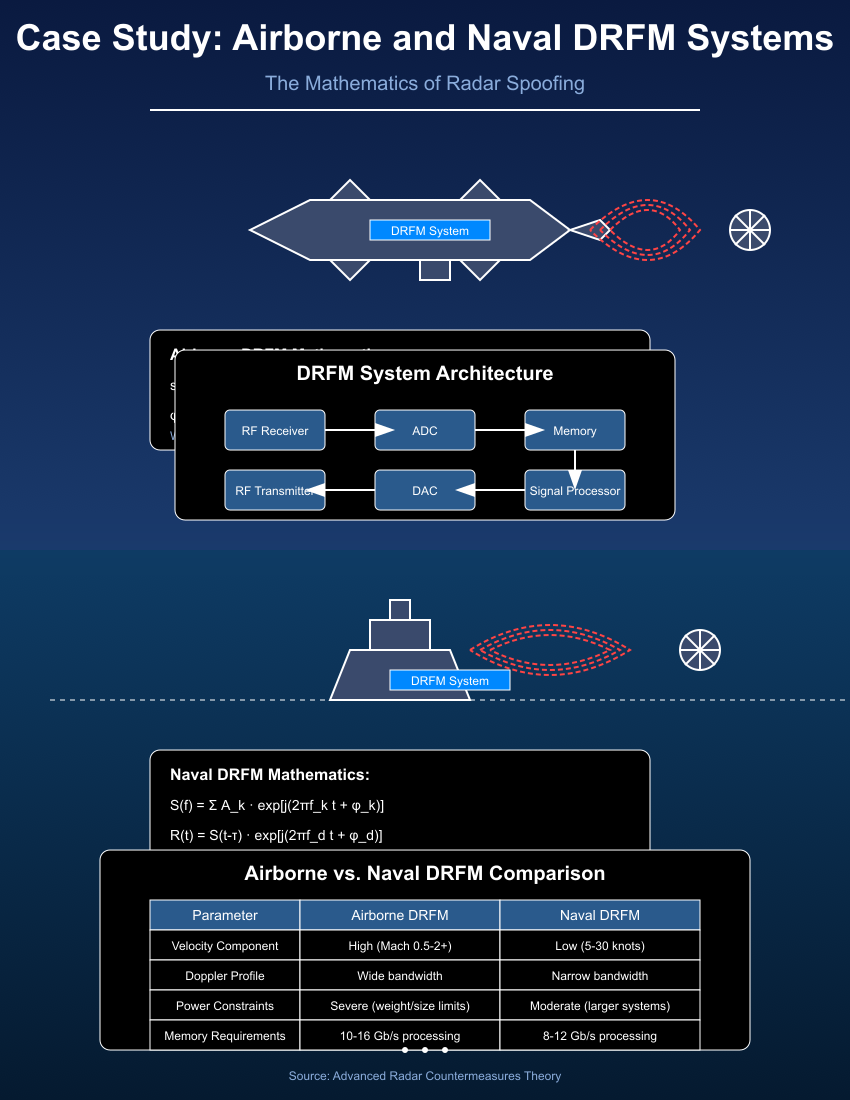 Case Study: Airborne and Naval DRFM Systems
The Mathematics of Radar Spoofing
DRFM System
DRFM System Architecture
RF Receiver
ADC
Memory
RF Transmitter
DAC
Signal Processor
DRFM System
Naval DRFM Mathematics:
S(f) = Σ A_k · exp[j(2πf_k t + φ_k)]
R(t) = S(t-τ) · exp[j(2πf_d t + φ_d)]
Airborne vs. Naval DRFM Comparison
Parameter Airborne DRFM Naval DRFM
Velocity Component High (Mach 0.5-2+) Low (5-30 knots)
Doppler Profile Wide bandwidth Narrow bandwidth
Power Constraints Severe (weight/size limits) Moderate (larger systems)
Memory Requirements 10-16 Gb/s processing 8-12 Gb/s processing
Source: Advanced Radar Countermeasures Theory